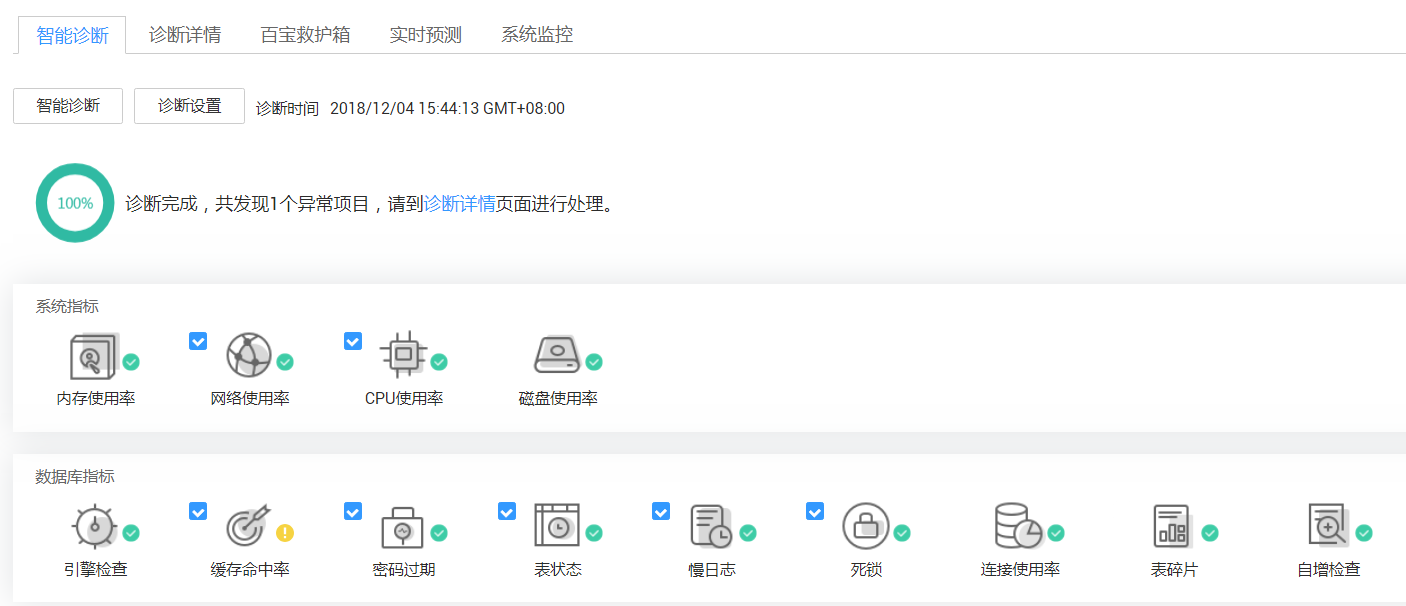 智能诊断 诊断详情 百宝救护箱 实时预测 系统监控
智能诊断 诊断设置 诊断时间 2018/12/04 15:44:13 GMT+08:00
100% 诊断完成，共发现1个异常项目，请到诊断详情页面进行处理。
系统指标
内存使用率 网络使用率 CPU使用率 磁盘使用率
数据库指标
引擎检查 缓存命中率 密码过期 表状态 慢日志 死锁 连接使用率 表碎片 自增检查